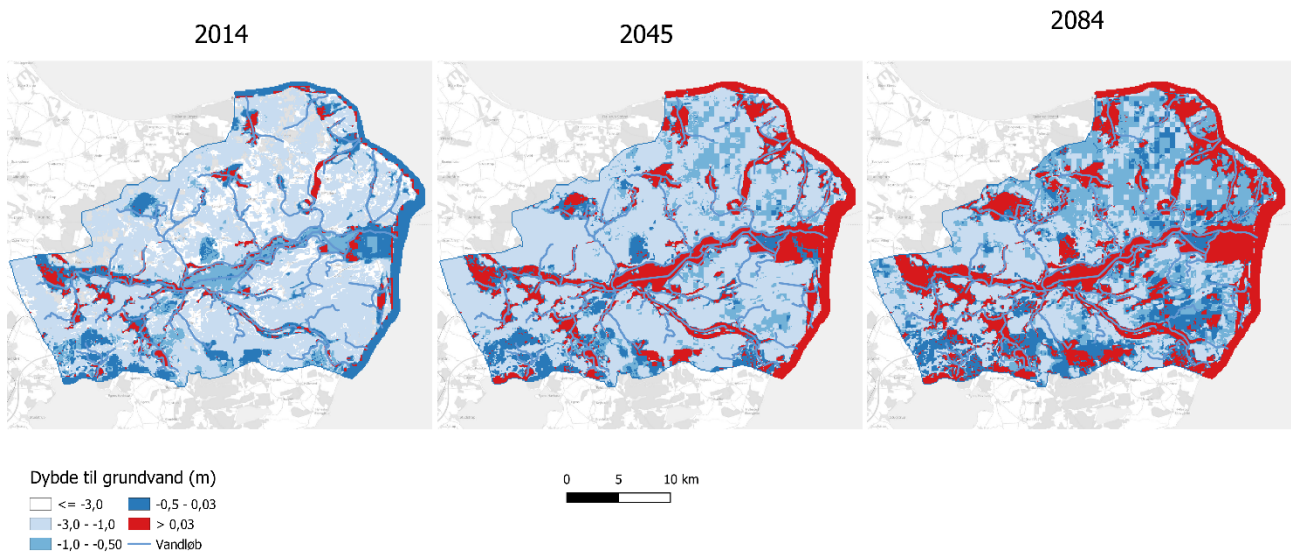 2014
2045
2084
Dybde til grundvand (m)
<= -3,0
-3,0 - -1,0
-1,0 - -0,50
-0,5 - 0,03
> 0,03
Vandløb
0 5 10 km